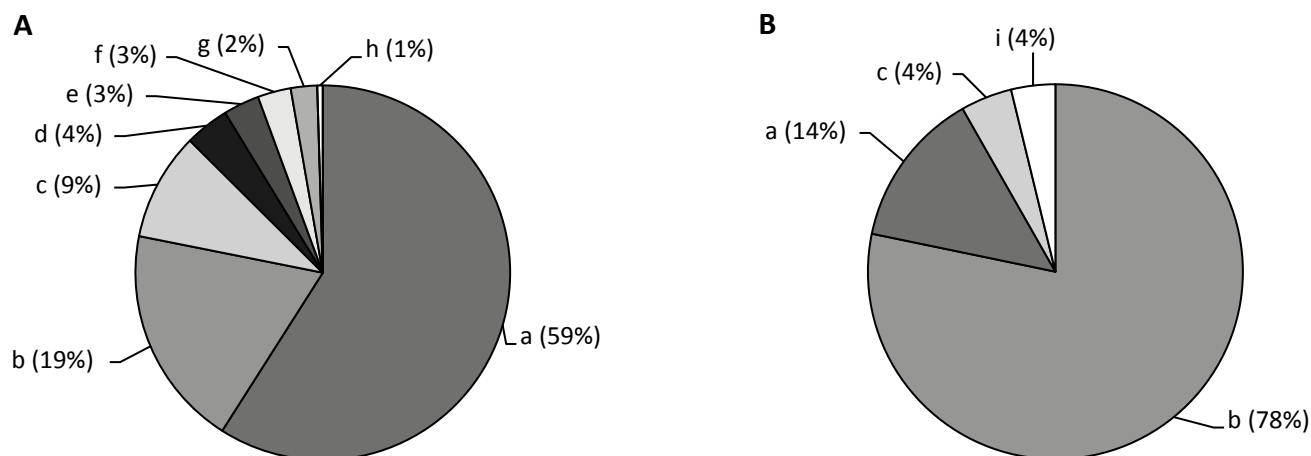 A
f (3%)
g (2%)
h (1%)
e (3%)
d (4%)
c (9%)
b (19%)
a (59%)
B
i (4%)
c (4%)
a (14%)
b (78%)